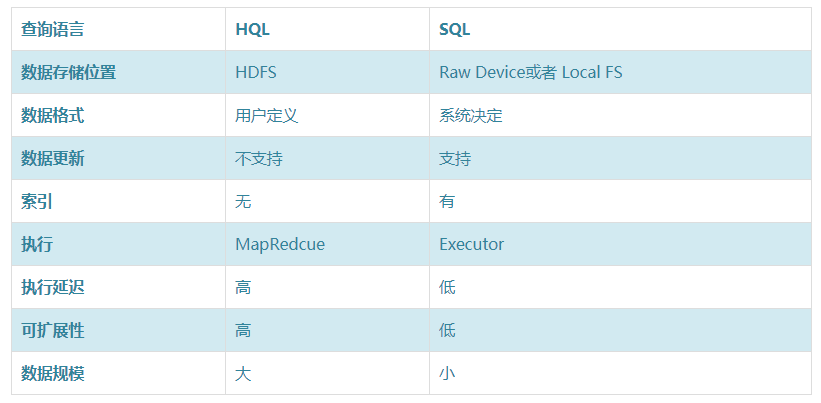 查询语言 HQL SQL
数据存储位置 HDFS Raw Device或者 Local FS
数据格式 用户定义 系统决定
数据更新 不支持 支持
索引 无 有
执行 MapRedcue Executor
执行延迟 高 低
可扩展性 高 低
数据规模 大 小